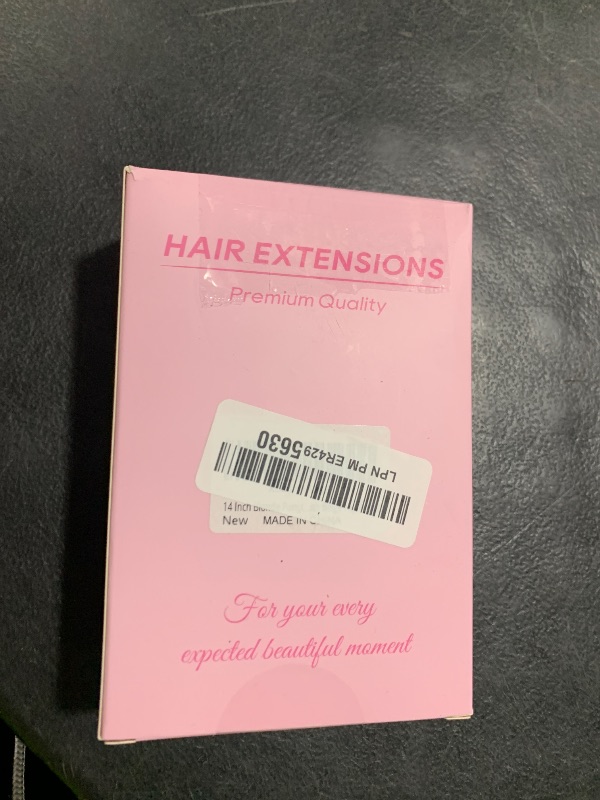 HAIR EXTENSIONS
Premium Quality
LPN PM ER4295630
14 Inch
New MADE IN
For your every
expected beautiful moment